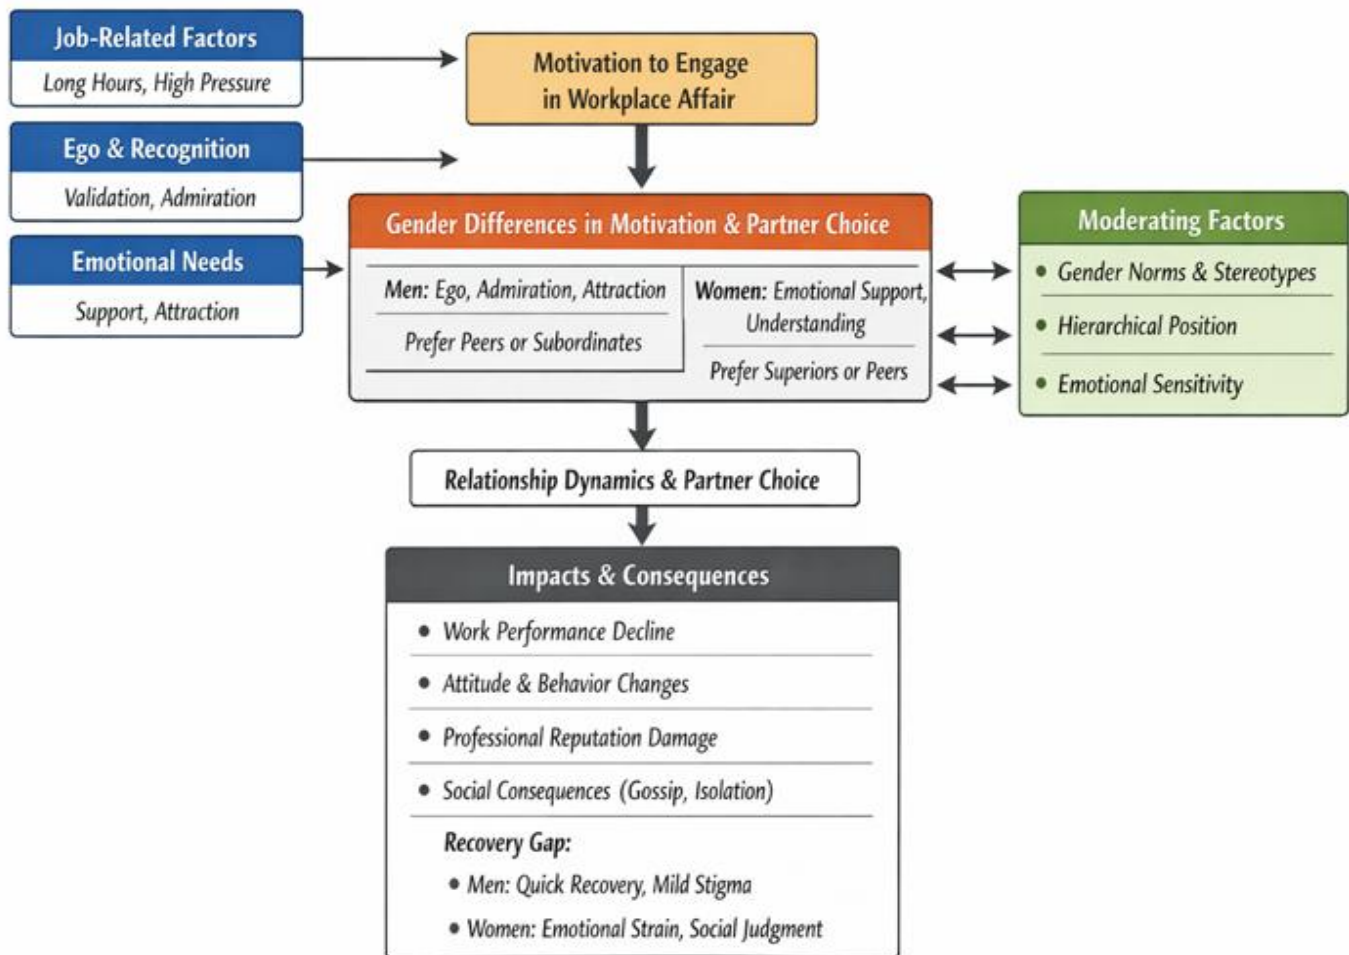 Job-Related Factors
Long Hours, High Pressure
Ego & Recognition
Validation, Admiration
Emotional Needs
Support, Attraction
Motivation to Engage
in Workplace Affair
Gender Differences in Motivation & Partner Choice
Men: Ego, Admiration, Attraction
Prefer Peers or Subordinates
Women: Emotional Support,
Understanding
Prefer Superiors or Peers
Moderating Factors
• Gender Norms & Stereotypes
• Hierarchical Position
• Emotional Sensitivity
Relationship Dynamics & Partner Choice
Impacts & Consequences
• Work Performance Decline
• Attitude & Behavior Changes
• Professional Reputation Damage
• Social Consequences (Gossip, Isolation)
Recovery Gap:
• Men: Quick Recovery, Mild Stigma
• Women: Emotional Strain, Social Judgment